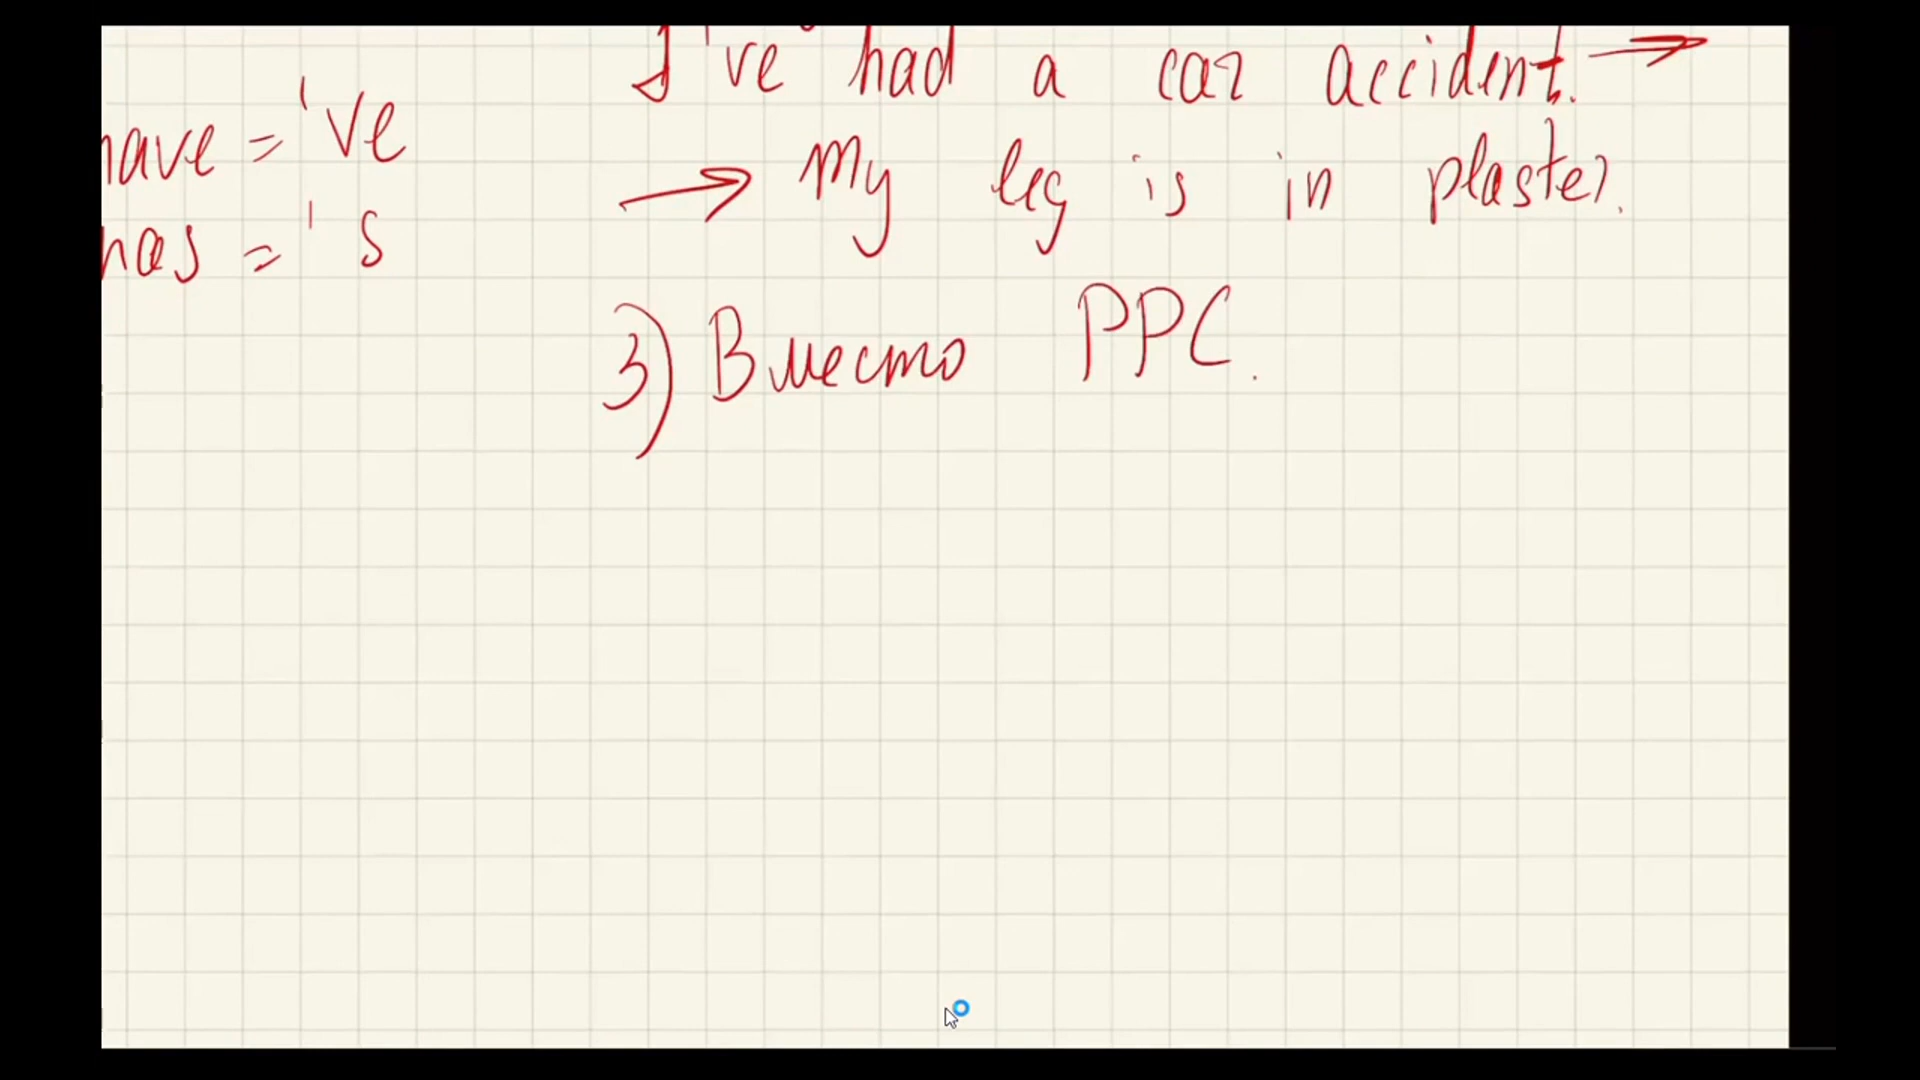 I've had a car accident. →
have = 've
→ My leg is in plaster.
has = 's
3) Вместо PPC.